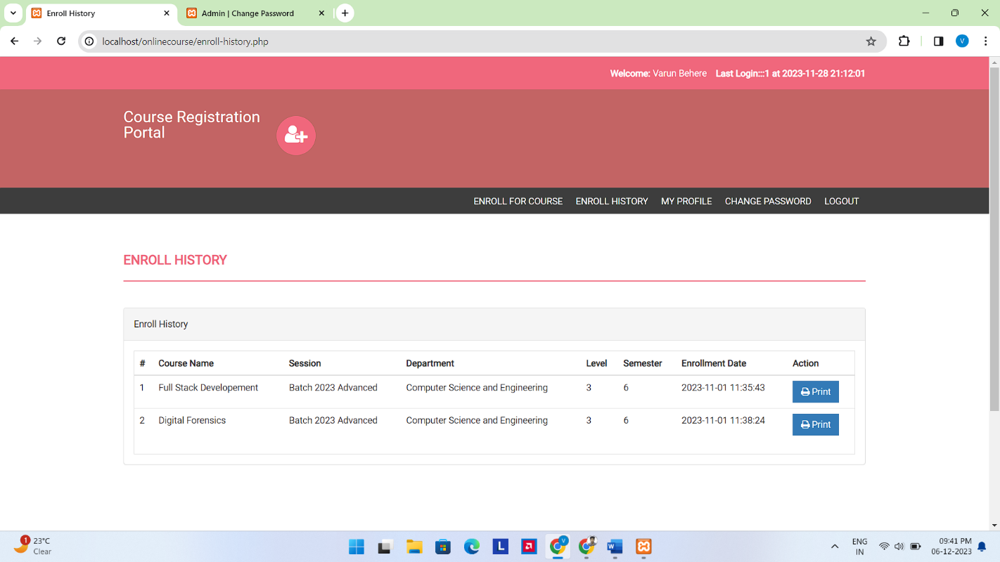 Enroll History
Admin | Change Password
localhost/onlinecourse/enroll-history.php
V
Welcome: Varun Behere Last Login:::1 at 2023-11-28 21:12:01
Course Registration
Portal
ENROLL FOR COURSE ENROLL HISTORY MY PROFILE CHANGE PASSWORD LOGOUT
ENROLL HISTORY
Enroll History
# Course Name Session Department Level Semester Enrollment Date Action
1 Full Stack Developement Batch 2023 Advanced Computer Science and Engineering 3 6 2023-11-01 11:35:43 Print
2 Digital Forensics Batch 2023 Advanced Computer Science and Engineering 3 6 2023-11-01 11:38:24 Print
1 23°C
Clear
L
V
W
ENG
IN
09:41 PM
06-12-2023